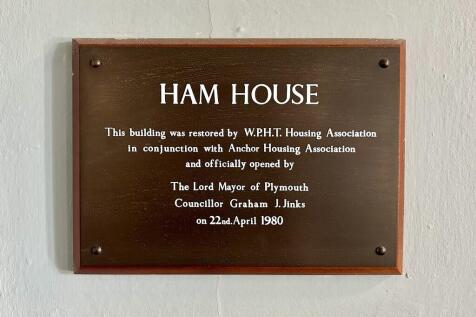 HAM HOUSE
This building was restored by W.P.H.T. Housing Association
in conjunction with Anchor Housing Association
and officially opened by
The Lord Mayor of Plymouth
Councillor Graham J. Jinks
on 22nd. April 1980